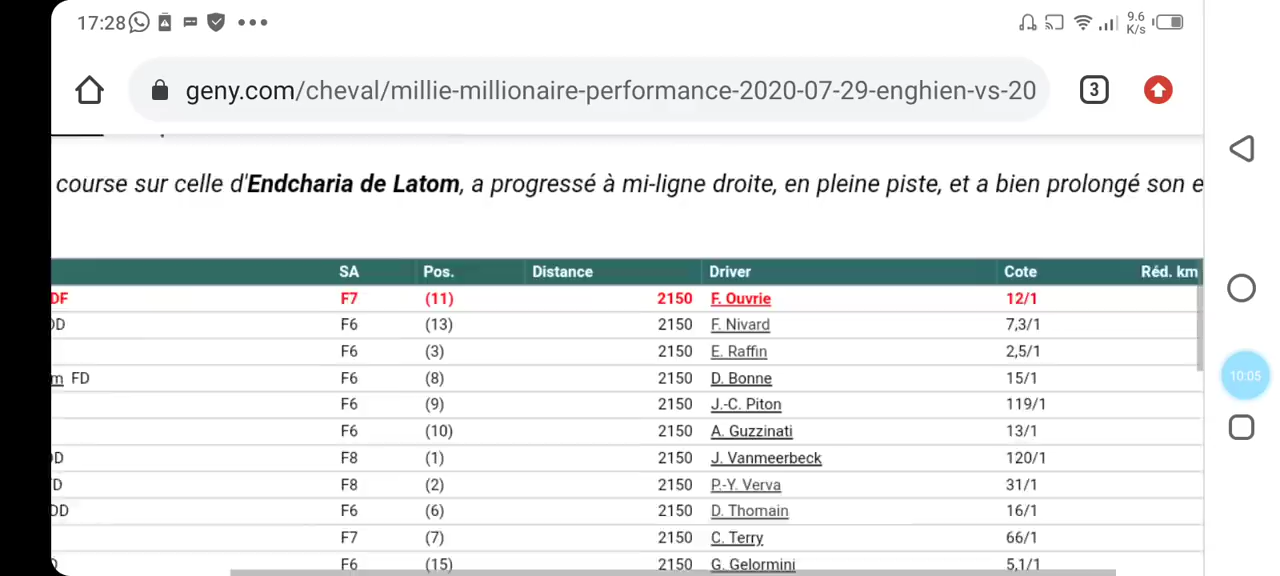 17:28 9.6 K/s
geny.com/cheval/millie-millionaire-performance-2020-07-29-enghien-vs-20 3
course sur celle d'Endcharia de Latom, a progressé à mi-ligne droite, en pleine piste, et a bien prolongé son e
SA Pos. Distance Driver Cote Réd. km
DF F7 (11) 2150 F. Ouvrie 12/1
DD F6 (13) 2150 F. Nivard 7,3/1
F6 (3) 2150 E. Raffin 2,5/1
m FD F6 (8) 2150 D. Bonne 15/1
10:05
F6 (9) 2150 J.-C. Piton 119/1
F6 (10) 2150 A. Guzzinati 13/1
D F8 (1) 2150 J. Vanmeerbeck 120/1
D F8 (2) 2150 P.-Y. Verva 31/1
DD F6 (6) 2150 D. Thomain 16/1
F7 (7) 2150 C. Terry 66/1
F6 (15) 2150 G. Gelormini 5,1/1